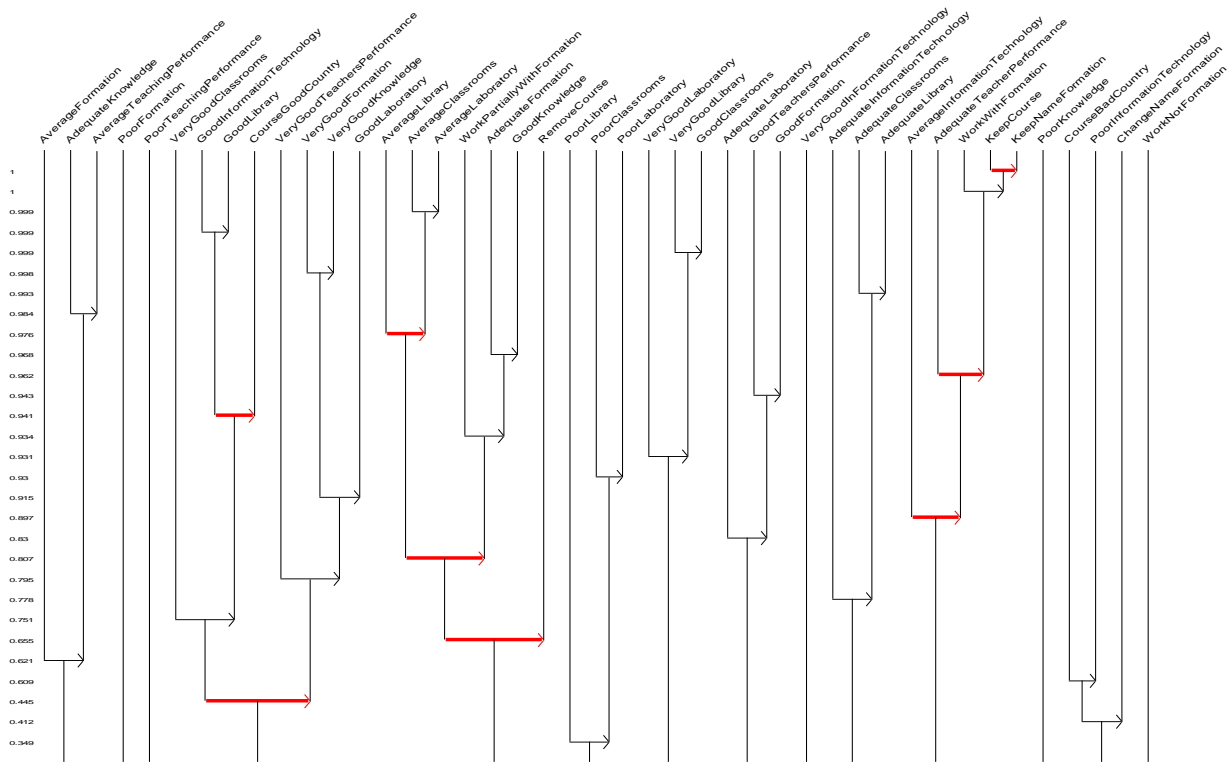 AverageFormation
AdequateKnowledge
AverageTeachingPerformance
PoorFormation
PoorTeachingPerformance
VeryGoodClassrooms
GoodInformationTechnology
GoodLibrary
CourseGoodCountry
VeryGoodTeachersPerformance
VeryGoodFormation
VeryGoodKnowledge
GoodLaboratory
AverageLibrary
AverageClassrooms
AverageLaboratory
WorkPartiallyWithFormation
AdequateFormation
GoodKnowledge
RemoveCourse
PoorLibrary
PoorClassrooms
PoorLaboratory
VeryGoodLaboratory
VeryGoodLibrary
GoodClassrooms
AdequateLaboratory
GoodTeachersPerformance
GoodFormation
VeryGoodInformationTechnology
AdequateInformationTechnology
AdequateClassrooms
AdequateLibrary
AverageInformationTechnology
AdequateTeacherPerformance
WorkWithFormation
KeepCourse
KeepNameFormation
PoorKnowledge
CourseBadCountry
PoorInformationTechnology
ChangeNameFormation
WorkNotFormation
1
1
0.999
0.999
0.999
0.998
0.993
0.984
0.976
0.968
0.962
0.943
0.941
0.934
0.931
0.93
0.915
0.897
0.83
0.807
0.795
0.778
0.751
0.655
0.621
0.609
0.445
0.412
0.349